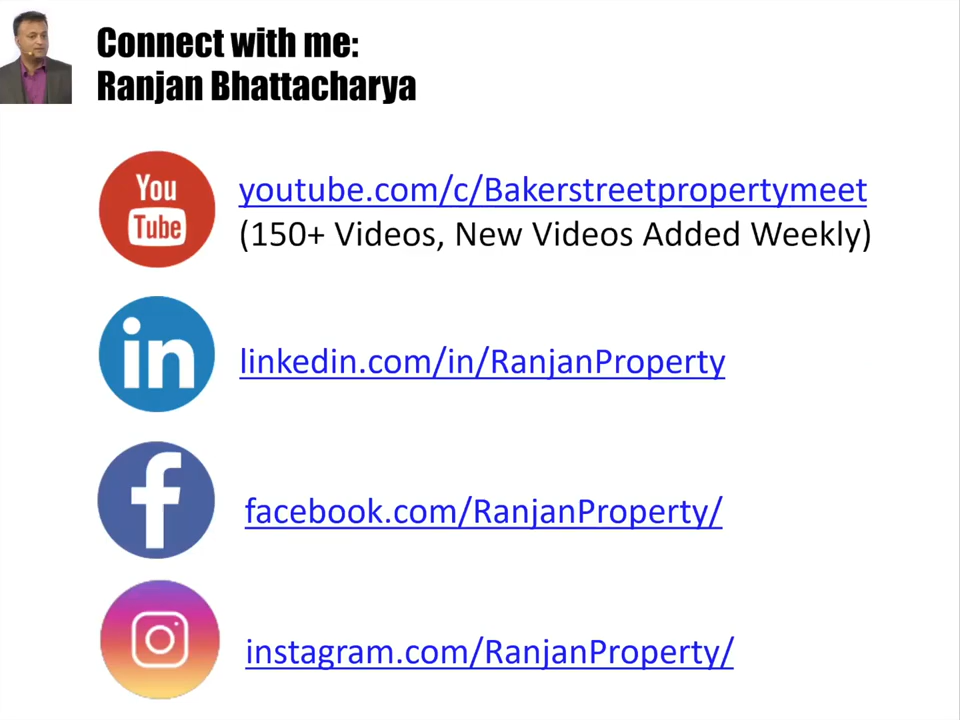 Connect with me:
Ranjan Bhattacharya
You
Tube
youtube.com/c/Bakerstreetpropertymeet
(150+ Videos, New Videos Added Weekly)
in
linkedin.com/in/RanjanProperty
f
facebook.com/RanjanProperty/
instagram.com/RanjanProperty/